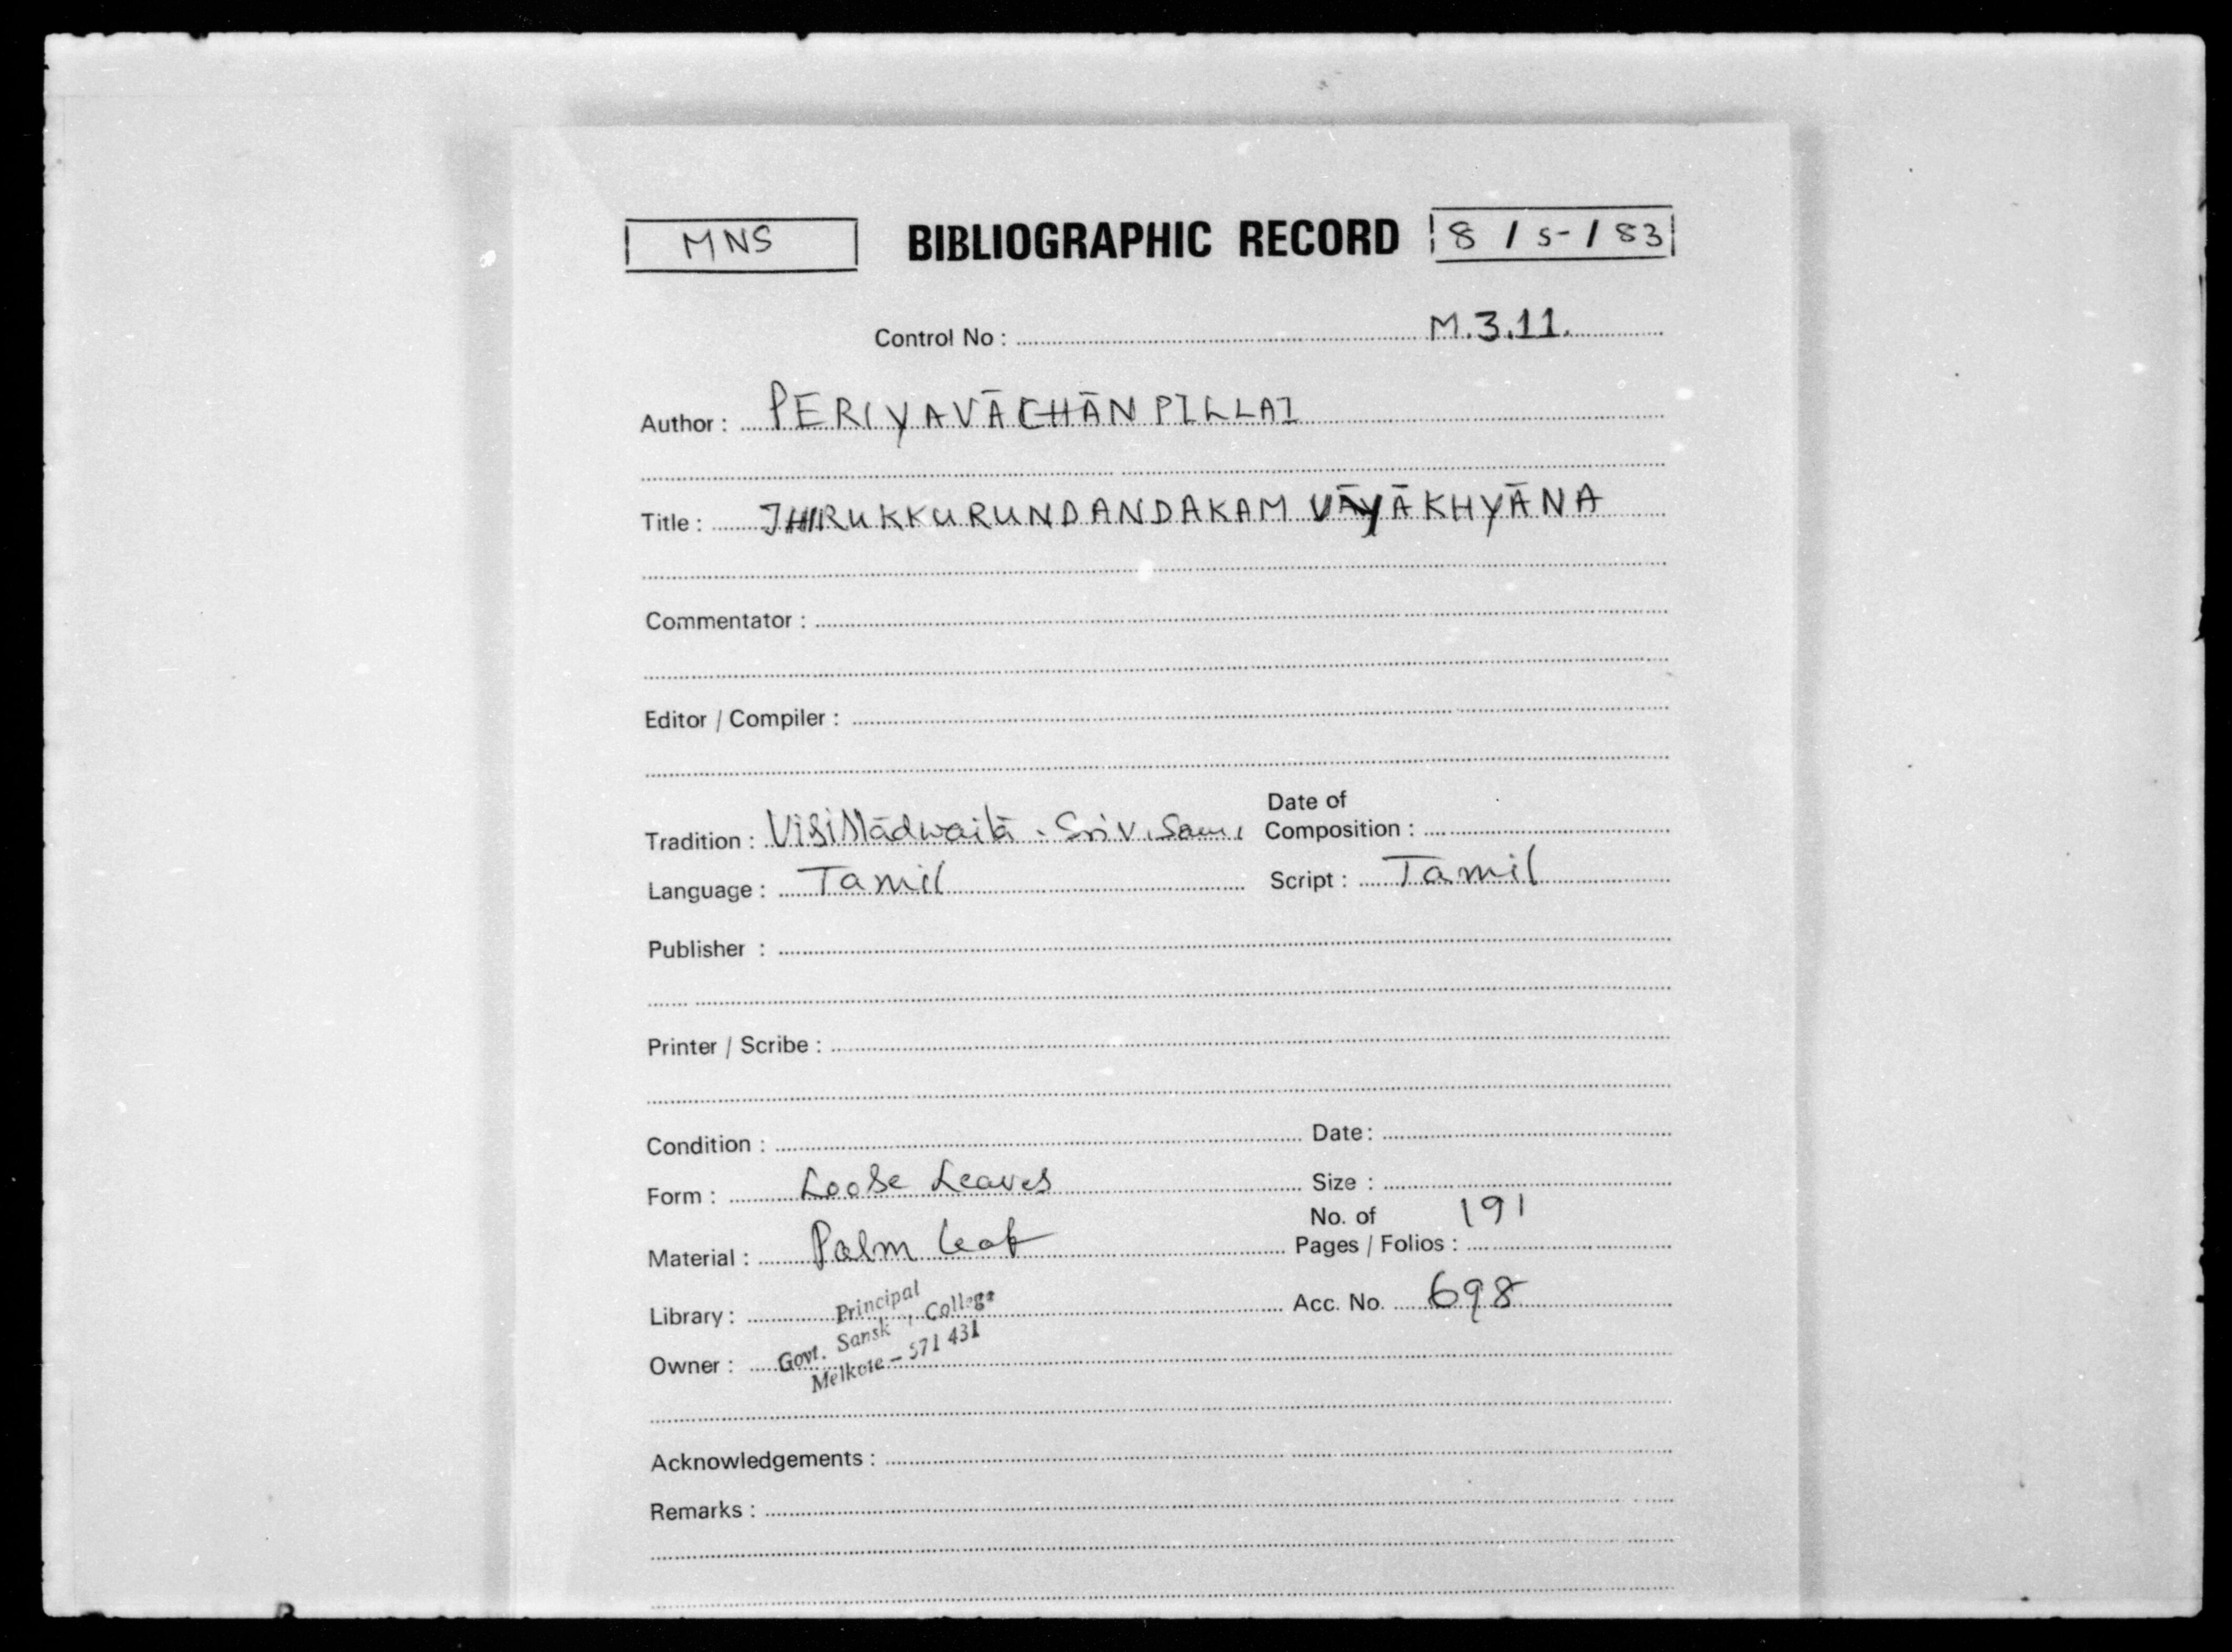 MNS BIBLIOGRAPHIC RECORD 8 / 5 - / 83
Control No : M.3.11.
Author : PERIYAVĀCHĀN PILLAI
Title : THIRUKKURUNDANDAKAM VYĀKHYĀNA
Commentator :
Editor / Compiler :
Date of
Tradition : Visistādwaitā - Sri V. Sam. Composition :
Language : Tamil Script : Tamil
Publisher :
Printer / Scribe :
Condition : Date :
Form : Loose Leaves Size :
No. of 191
Material : Palm leaf Pages / Folios :
Principal
Library : Govt. Sansk College Acc. No. 698
Owner : Melkote - 571 431
Acknowledgements :
Remarks :